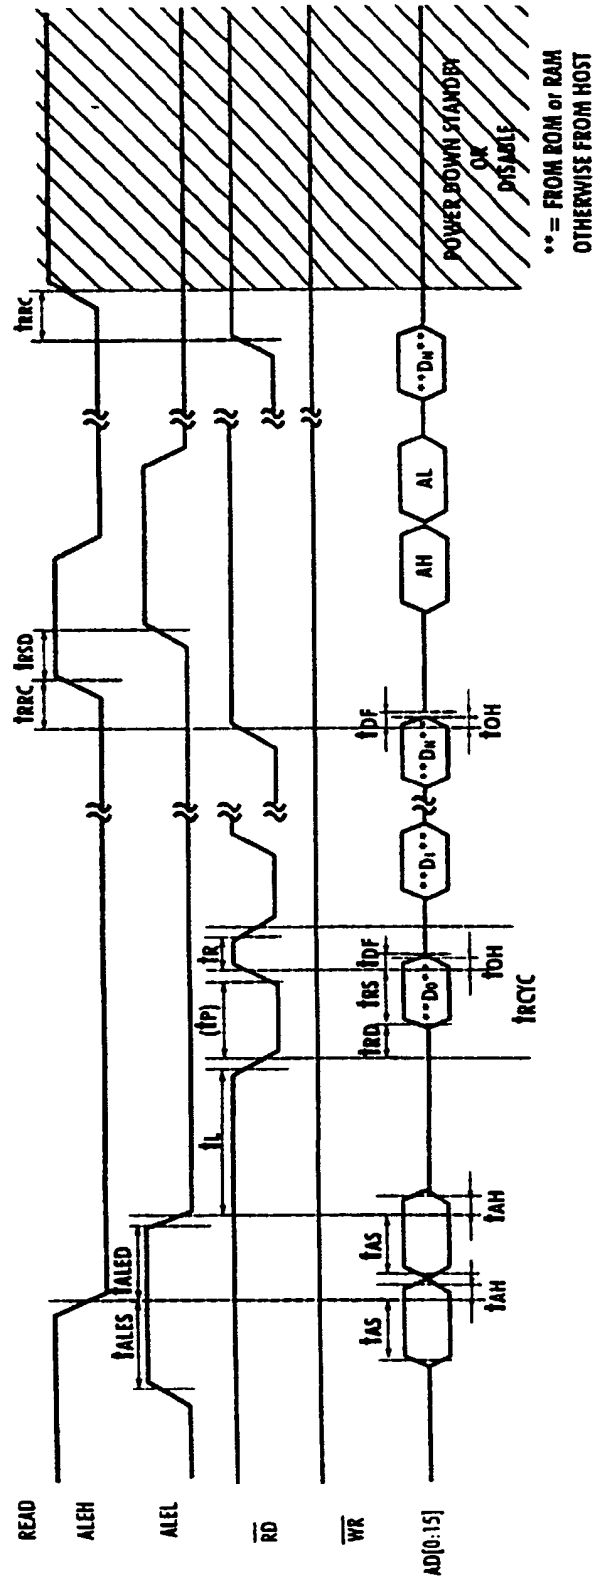 READ
ALEH
tRRC
tRSD
tRRC
ALEL
tALES
tALED
RD
tL
(tP)
tR
WR
AD[0:15]
tAS
tAH
tAS
tAH
tRD
tRS
tDF
**D0**
tOH
tRCYC
**D1**
tDF
**DN**
tOH
AH
AL
**DN**
POWER DOWN STANDBY
OR
DISABLE
**= FROM ROM or RAM
OTHERWISE FROM HOST